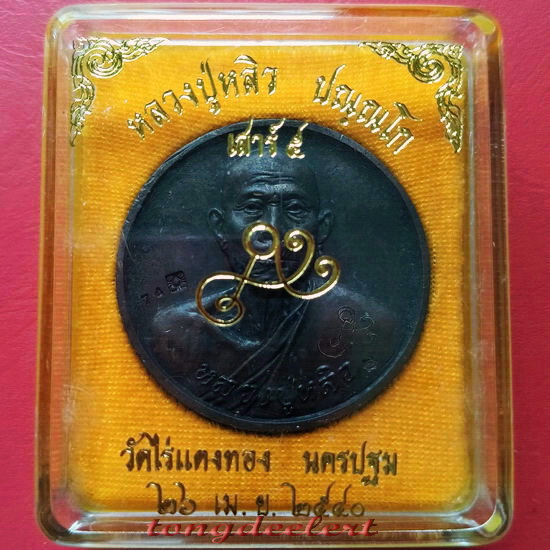 หลวงปู่หลิว ปณฺณโก
เสาร์ ๕
หลวงปู่หลิว
วัดไร่แตงทอง นครปฐม
๒๖ เม.ย. ๒๕๔๐
tongdeelert